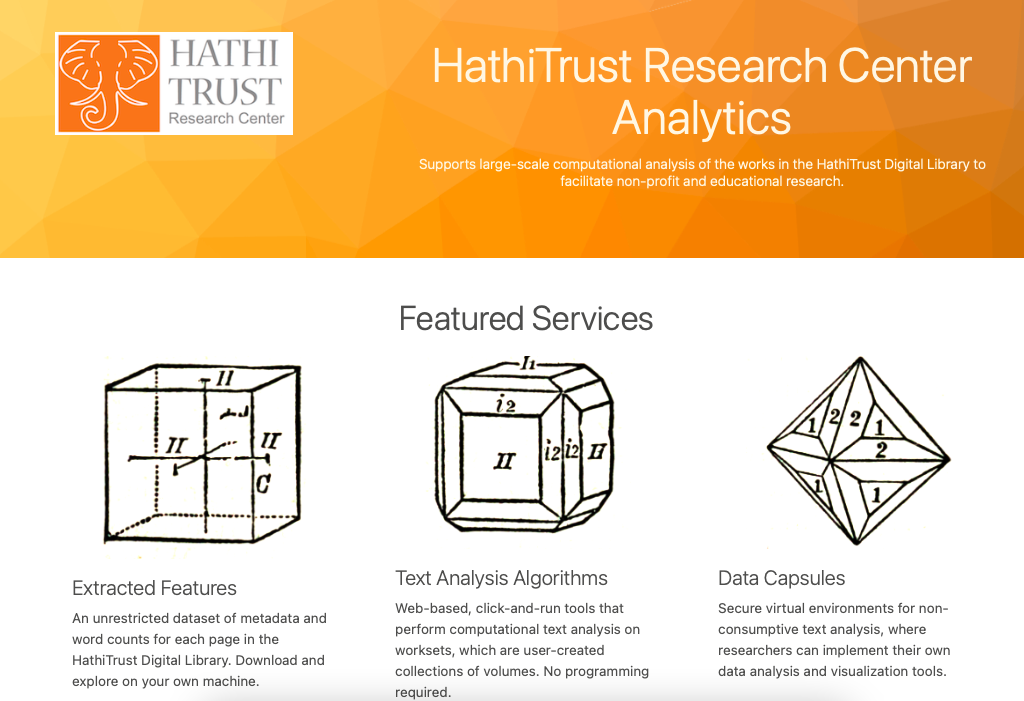 HATHI
TRUST
Research Center
HathiTrust Research Center
Analytics
Supports large-scale computational analysis of the works in the HathiTrust Digital Library to
facilitate non-profit and educational research.
Featured Services
H
H
H
C
I1
i2
H
i2
i2
H
1
2
2
1
2
1
1
Extracted Features
An unrestricted dataset of metadata and
word counts for each page in the
HathiTrust Digital Library. Download and
explore on your own machine.
Text Analysis Algorithms
Web-based, click-and-run tools that
perform computational text analysis on
worksets, which are user-created
collections of volumes. No programming
required.
Data Capsules
Secure virtual environments for non-
consumptive text analysis, where
researchers can implement their own
data analysis and visualization tools.